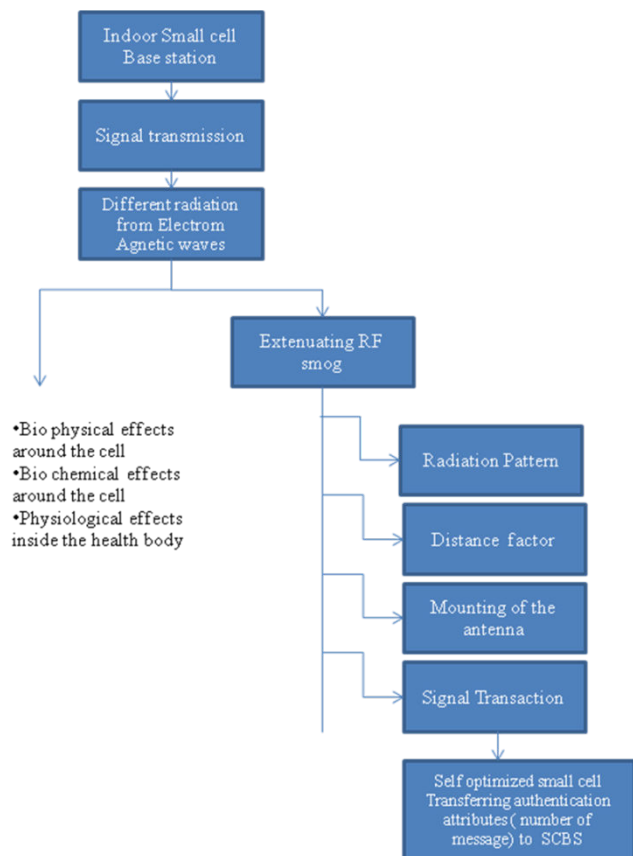 Indoor Small cell
Base station
Signal transmission
Different radiation
from Electrom
Agnetic waves
Extenuating RF
smog
•Bio physical effects
around the cell
•Bio chemical effects
around the cell
•Physiological effects
inside the health body
Radiation Pattern
Distance factor
Mounting of the
antenna
Signal Transaction
Self optimized small cell
Transferring authentication
attributes ( number of
message) to SCBS